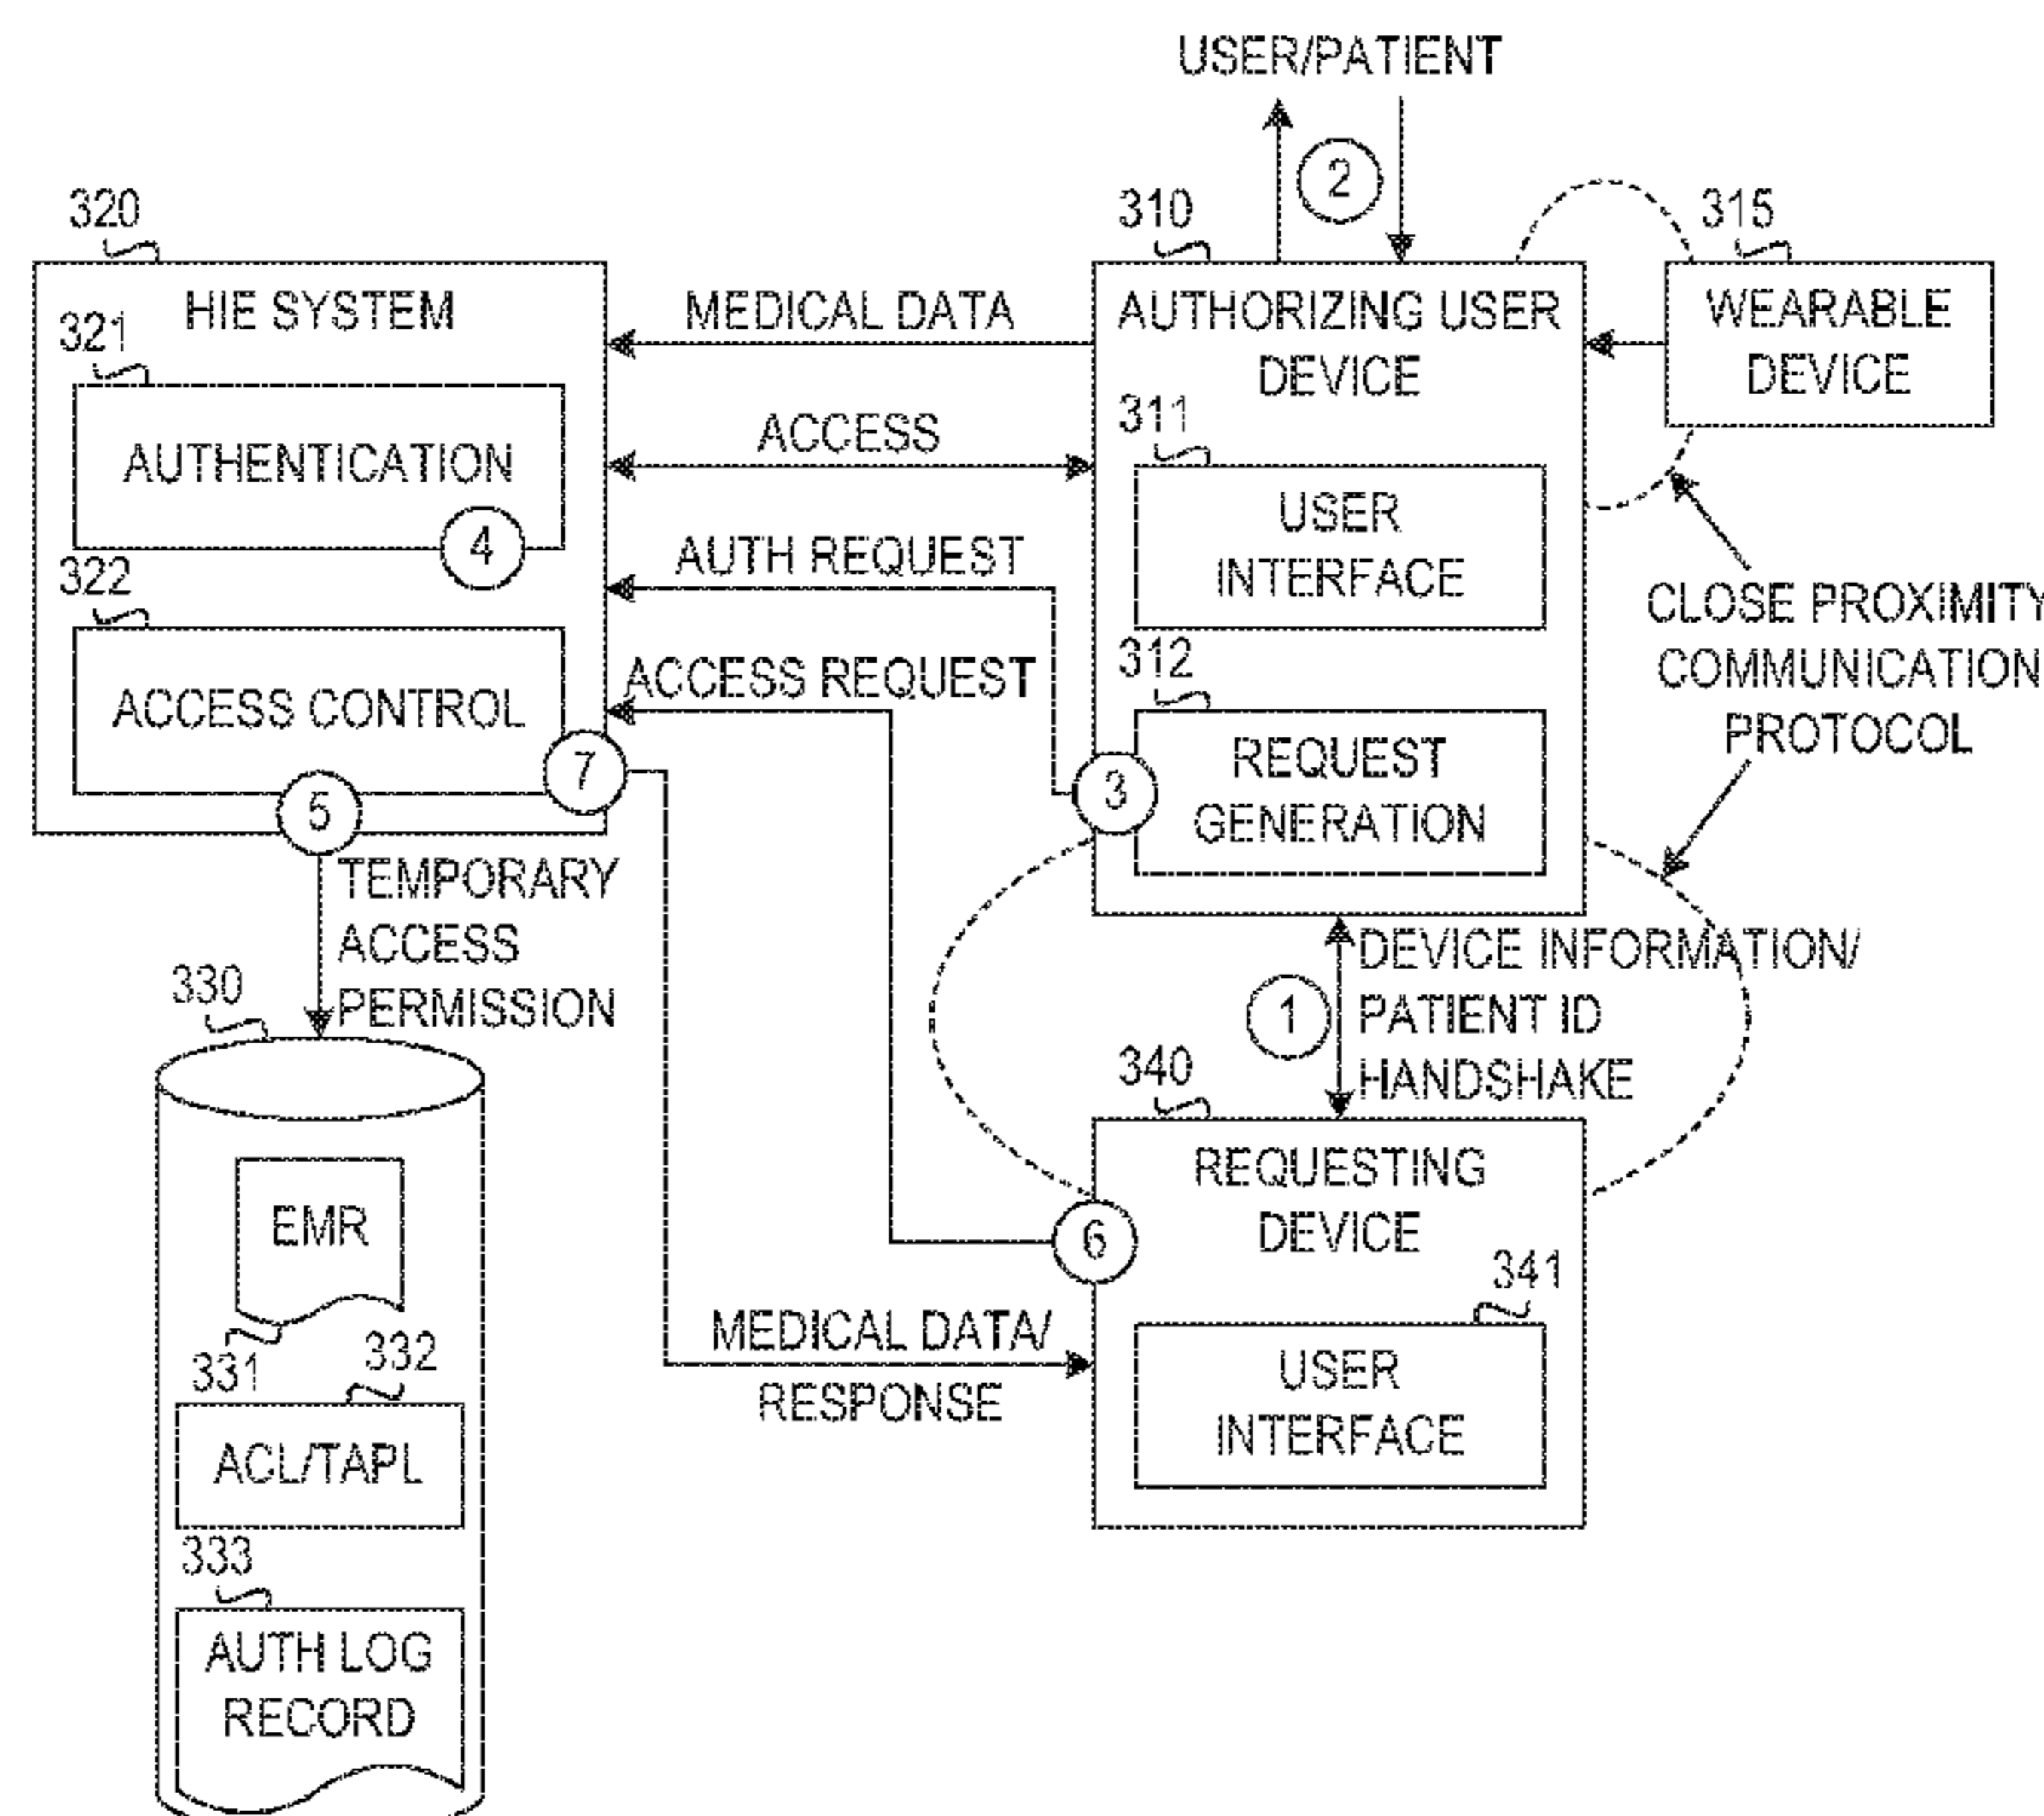 USER/PATIENT
2
320
310
315
HIE SYSTEM
MEDICAL DATA
AUTHORIZING USER
DEVICE
WEARABLE
DEVICE
321
AUTHENTICATION
4
ACCESS
311
USER
INTERFACE
AUTH REQUEST
322
ACCESS CONTROL
7
5
ACCESS REQUEST
312
REQUEST
GENERATION
3
CLOSE PROXIMITY
COMMUNICATION
PROTOCOL
TEMPORARY
ACCESS
PERMISSION
330
1
DEVICE INFORMATION/
PATIENT ID
HANDSHAKE
340
REQUESTING
DEVICE
6
341
USER
INTERFACE
MEDICAL DATA/
RESPONSE
EMR
331
332
ACL/TAPL
333
AUTH LOG
RECORD